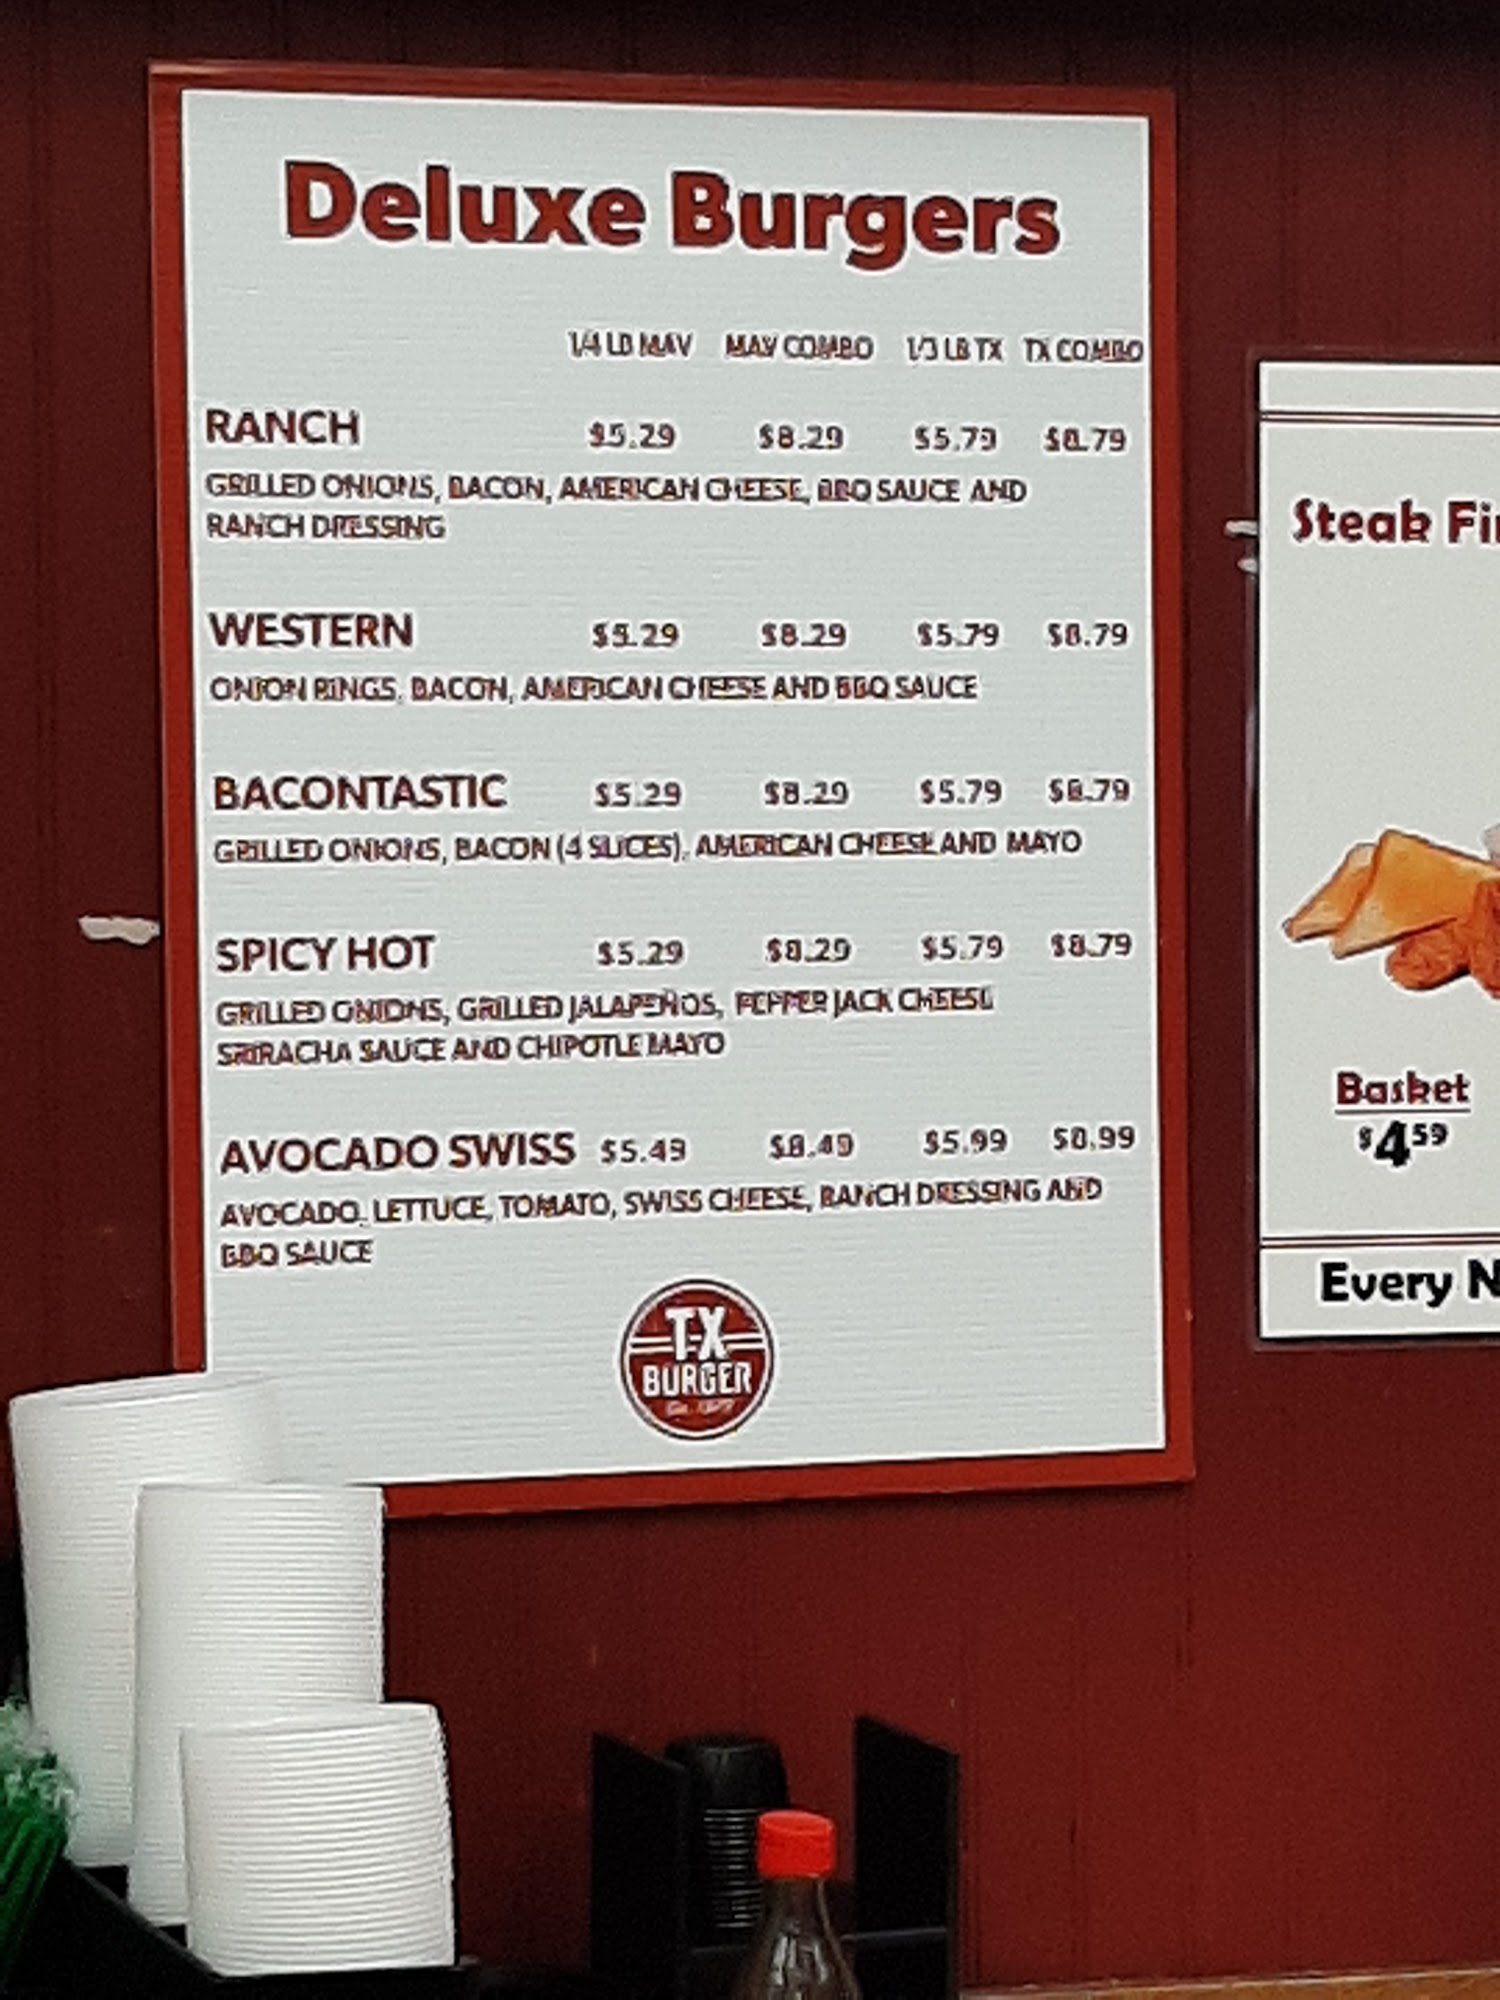 Deluxe Burgers
1/4 LB MAV MAV COMBO 1/3 LB TX TX COMBO
RANCH $5.29 $8.29 $5.79 $8.79
GRILLED ONIONS, BACON, AMERICAN CHEESE, BBQ SAUCE AND
RANCH DRESSING
WESTERN $5.29 $8.29 $5.79 $8.79
ONION RINGS, BACON, AMERICAN CHEESE AND BBQ SAUCE
BACONTASTIC $5.29 $8.29 $5.79 $8.79
GRILLED ONIONS, BACON (4 SLICES), AMERICAN CHEESE AND MAYO
SPICY HOT $5.29 $8.29 $5.79 $8.79
GRILLED ONIONS, GRILLED JALAPEÑOS, PEPPER JACK CHEESE
SRIRACHA SAUCE AND CHIPOTLE MAYO
AVOCADO SWISS $5.49 $8.49 $5.99 $8.99
AVOCADO, LETTUCE, TOMATO, SWISS CHEESE, RANCH DRESSING AND
BBQ SAUCE
TX
BURGER
Steak Fi
Basket
$4 59
Every N